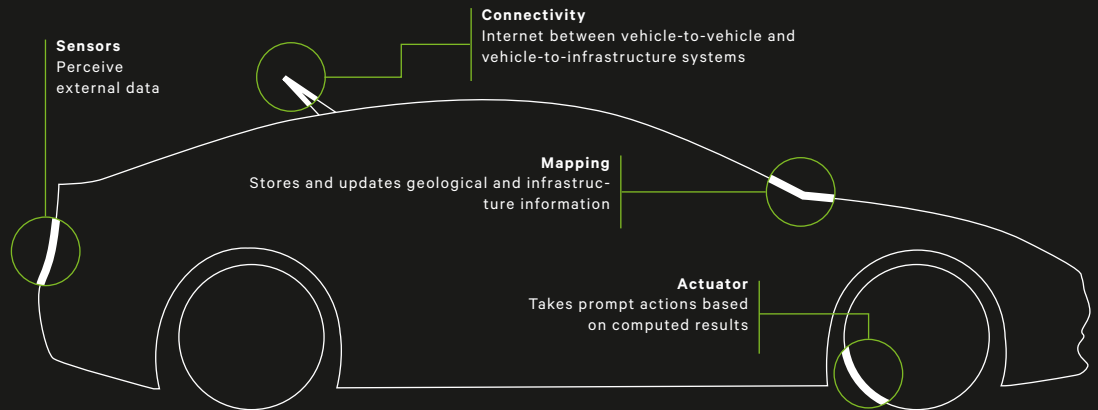 Sensors
Perceive
external data
Connectivity
Internet between vehicle-to-vehicle and
vehicle-to-infrastructure systems
Mapping
Stores and updates geological and infrastruc-
ture information
Actuator
Takes prompt actions based
on computed results